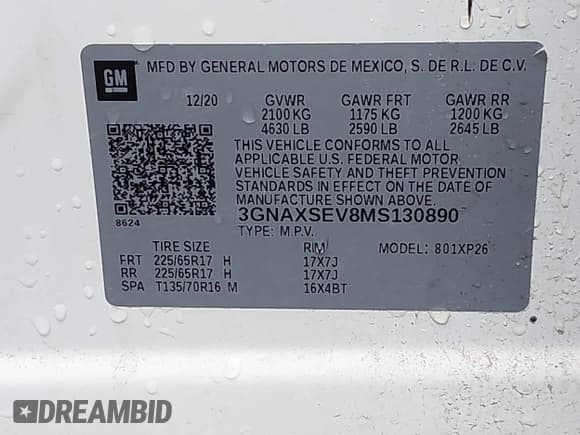 GM MFD BY GENERAL MOTORS DE MEXICO, S. DE R.L. DE C.V.
12/20 GVWR GAWR FRT GAWR RR
2100 KG 1175 KG 1200 KG
4630 LB 2590 LB 2645 LB
THIS VEHICLE CONFORMS TO ALL
APPLICABLE U.S. FEDERAL MOTOR
VEHICLE SAFETY AND THEFT PREVENTION
STANDARDS IN EFFECT ON THE DATE OF
MANUFACTURE SHOWN ABOVE.
8624 3GNAXSEV8MS130890
TYPE: M.P.V.
TIRE SIZE RIM MODEL: 801XP26
FRT 225/65R17 H 17X7J
RR 225/65R17 H 17X7J
SPA T135/70R16 M 16X4BT
DREAMBID